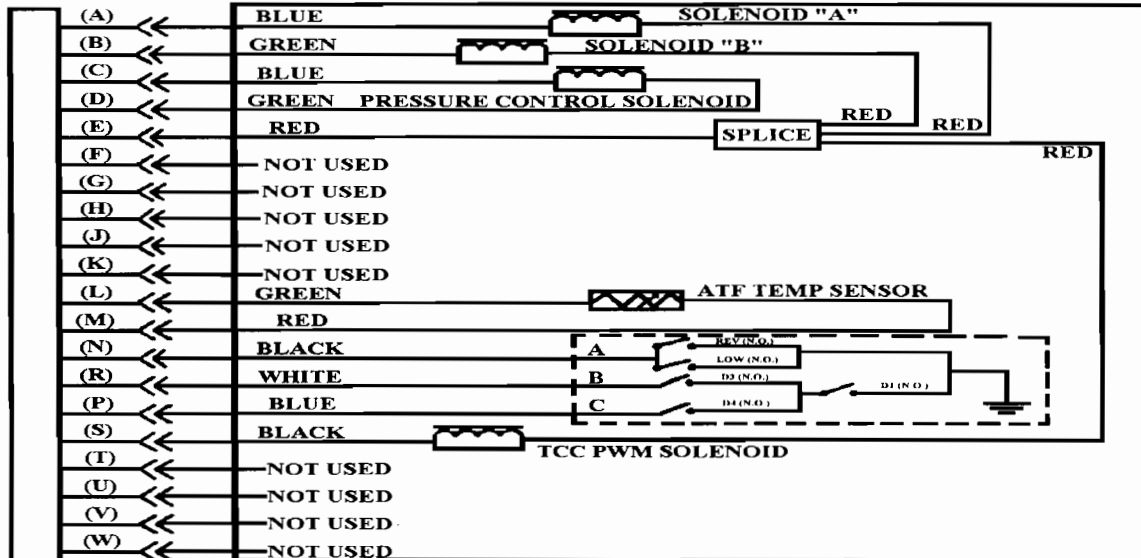 (A) BLUE SOLENOID "A"
(B) GREEN SOLENOID "B"
(C) BLUE
(D) GREEN PRESSURE CONTROL SOLENOID
RED
RED
(E) RED SPLICE
RED
(F) NOT USED
(G) NOT USED
(H) NOT USED
(J) NOT USED
(K) NOT USED
(L) GREEN ATF TEMP SENSOR
(M) RED
REV (N.O.)
(N) BLACK A
LOW (N.O.)
(R) WHITE B D3 (N.O.) D1 (N.O.)
(P) BLUE C D4 (N.O.)
(S) BLACK
TCC PWM SOLENOID
(T) NOT USED
(U) NOT USED
(V) NOT USED
(W) NOT USED